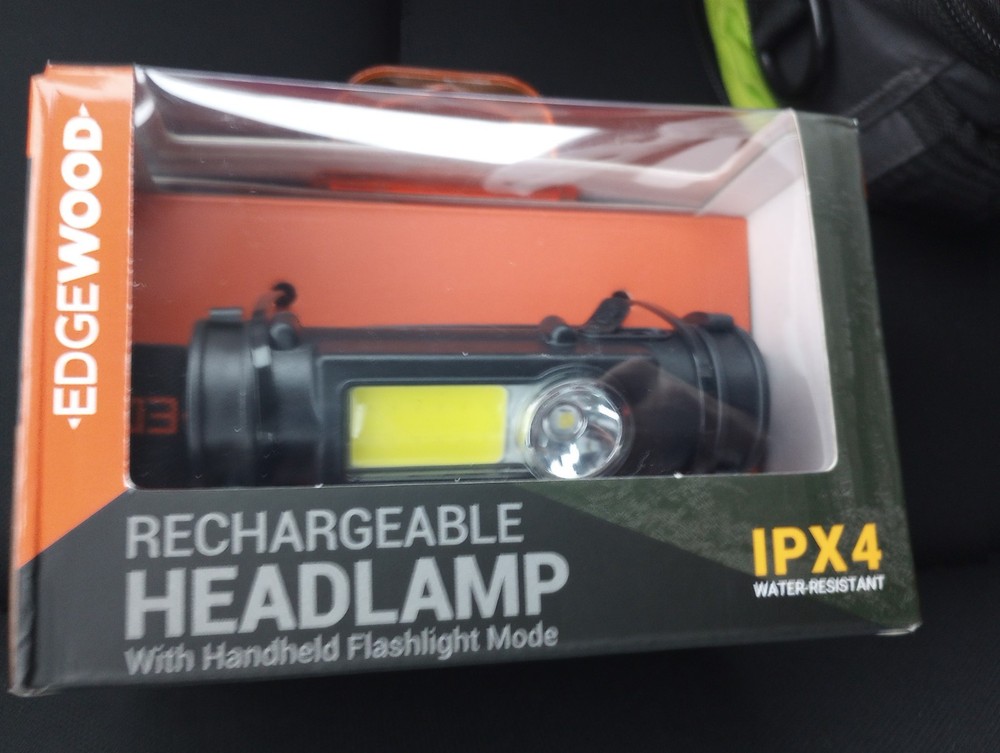 EDGEWOOD
RECHARGEABLE
HEADLAMP
With Handheld Flashlight Mode
IPX4
WATER-RESISTANT